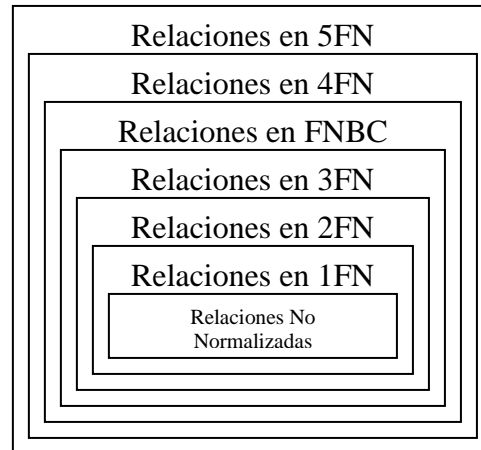 Relaciones en 5FN
Relaciones en 4FN
Relaciones en FNBC
Relaciones en 3FN
Relaciones en 2FN
Relaciones en 1FN
Relaciones No
Normalizadas